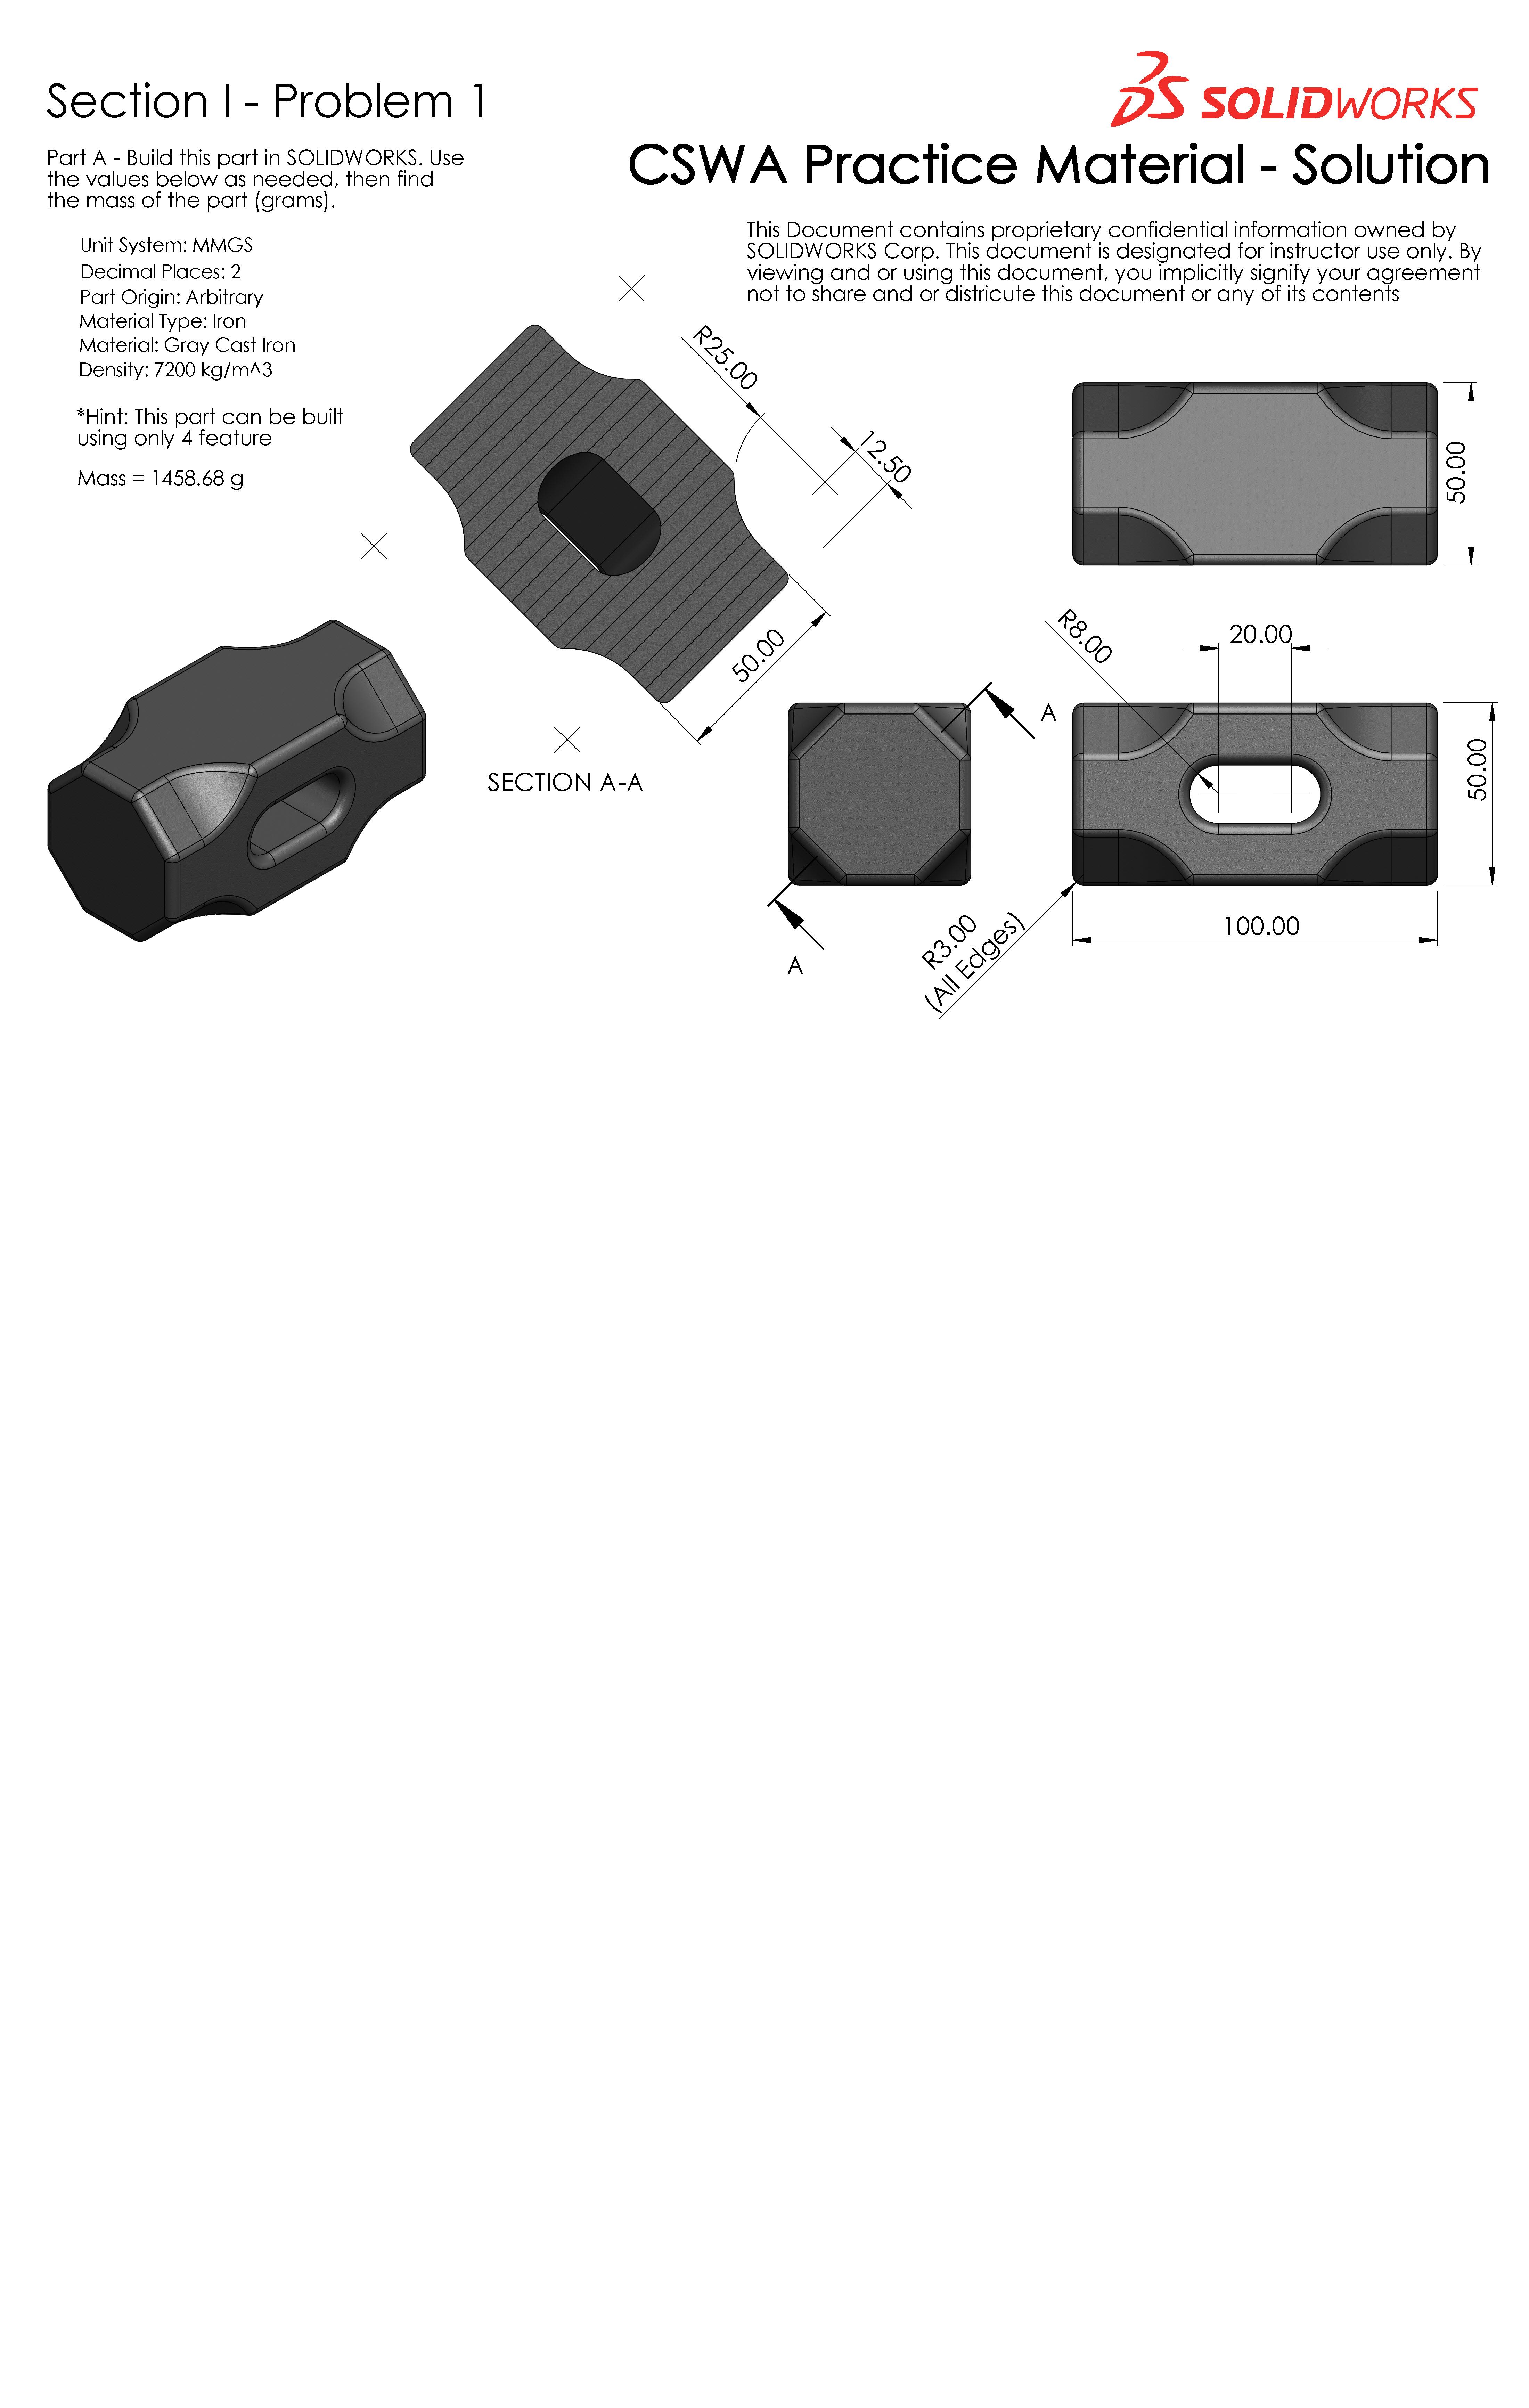 Section I - Problem 1
SOLIDWORKS
CSWA Practice Material - Solution
Part A - Build this part in SOLIDWORKS. Use
the values below as needed, then find
the mass of the part (grams).
This Document contains proprietary confidential information owned by
SOLIDWORKS Corp. This document is designated for instructor use only. By
viewing and or using this document, you implicitly signify your agreement
not to share and or districute this document or any of its contents
Unit System: MMGS
Decimal Places: 2
Part Origin: Arbitrary
Material Type: Iron
Material: Gray Cast Iron
Density: 7200 kg/m^3
*Hint: This part can be built
using only 4 feature
Mass = 1458.68 g
R25.00
12.50
50.00
SECTION A-A
50.00
R8.00
20.00
A
50.00
100.00
R3.00
(All Edges)
A